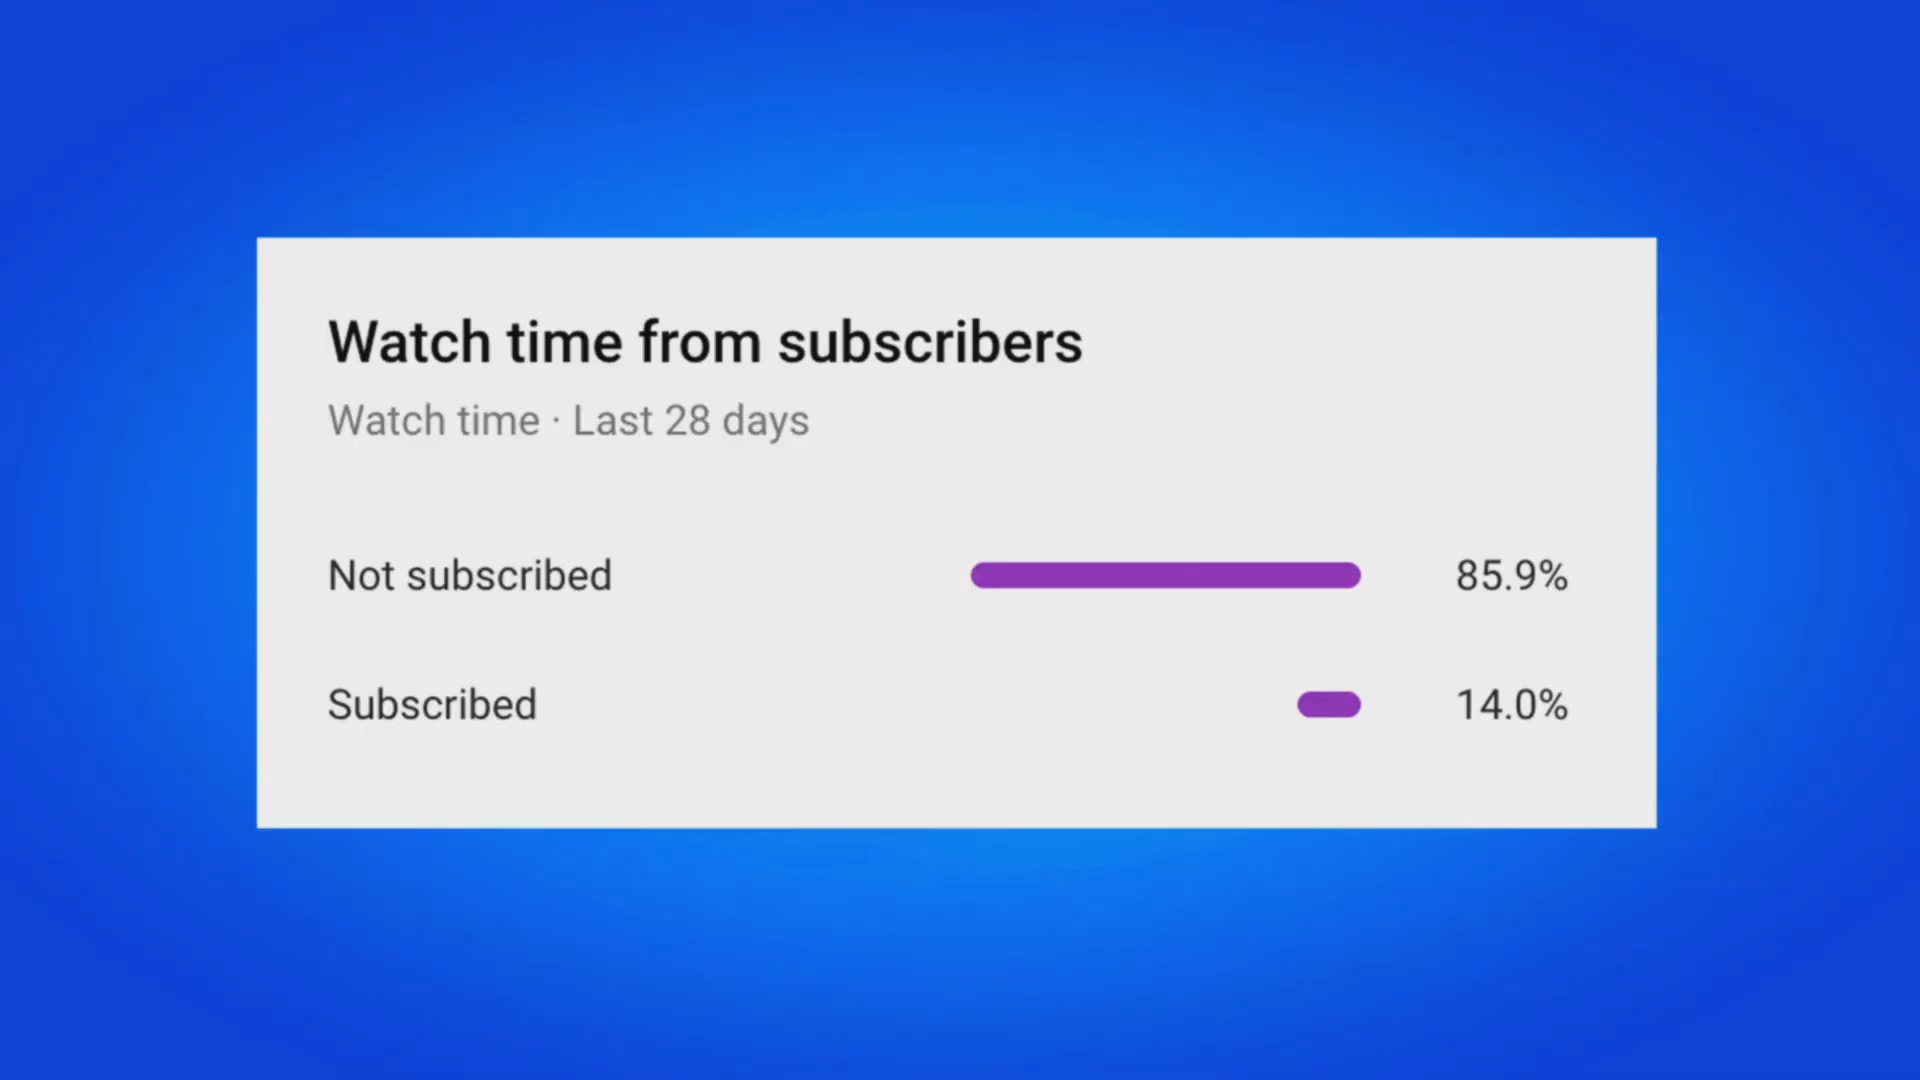 Watch time from subscribers
Watch time · Last 28 days
Not subscribed 85.9%
Subscribed 14.0%